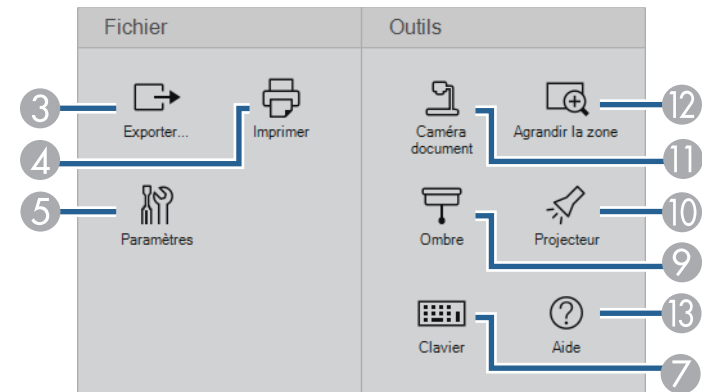 Fichier
Outils
3
Exporter...
4
Imprimer
5
Paramètres
Caméra
document
11
Agrandir la zone
12
Ombre
9
Projecteur
10
Clavier
7
Aide
13